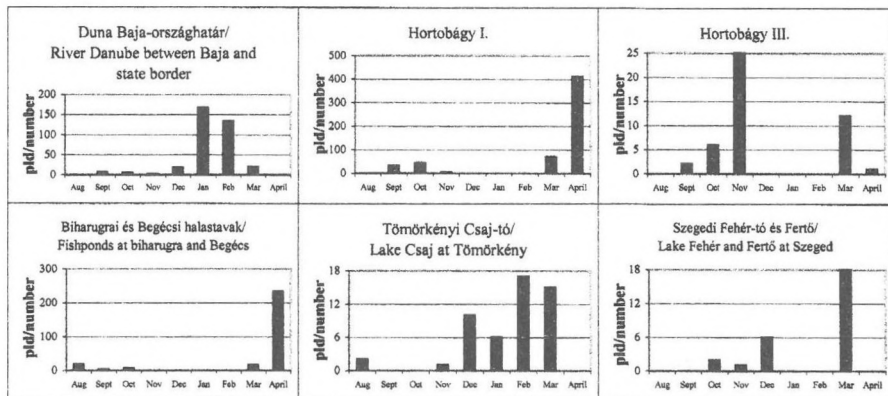 Duna Baja-országhatár/
River Danube between Baja and
state border
pld/number
200
150
100
50
0
Aug Sept Oct Nov Dec Jan Feb Mar April
Hortobágy I.
pld/number
500
400
300
200
100
0
Aug Sept Oct Nov Dec Jan Feb Mar April
Hortobágy III.
pld/number
25
20
15
10
5
0
Aug Sept Oct Nov Dec Jan Feb Mar April
Biharugrai és Begécsi halastavak/
Fishponds at biharugra and Begécs
pld/number
300
200
100
0
Aug Sept Oct Nov Dec Jan Feb Mar April
Tömörkényi Csaj-tó/
Lake Csaj at Tömörkény
pld/number
18
12
6
0
Aug Sept Oct Nov Dec Jan Feb Mar April
Szegedi Fehér-tó és Fertő/
Lake Fehér and Fertő at Szeged
pld/number
18
12
6
0
Aug Sept Oct Nov Dec Jan Feb Mar April